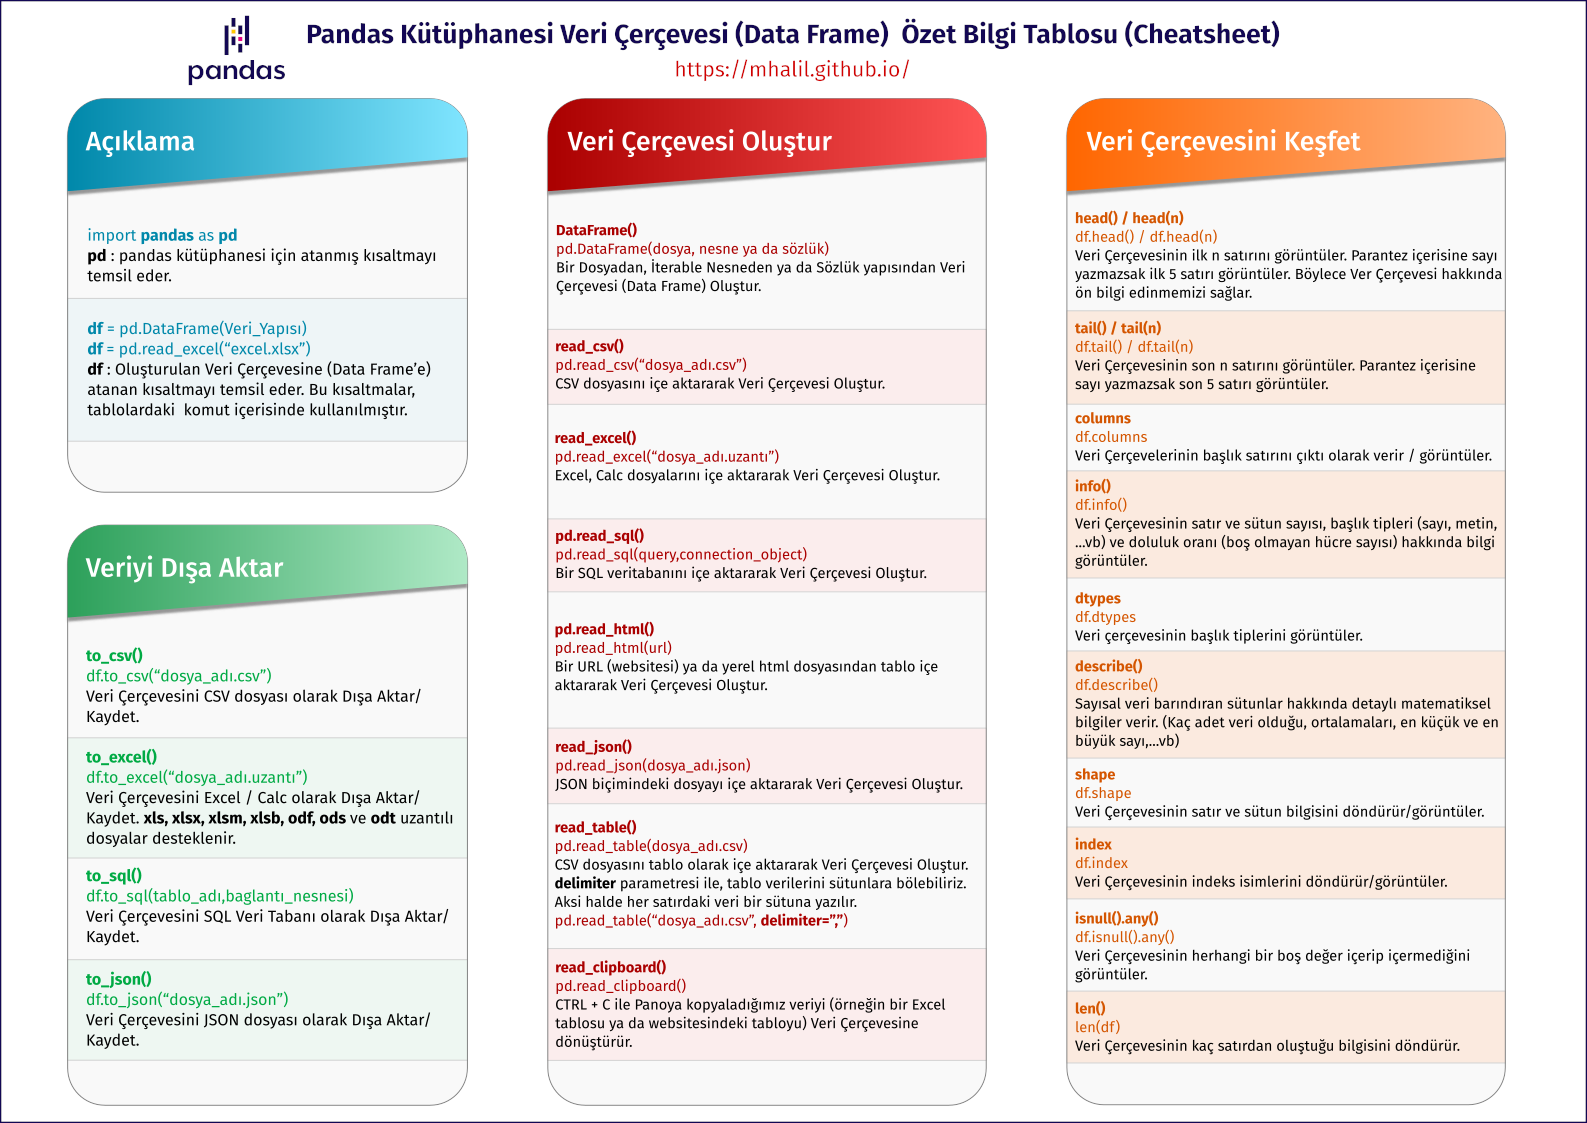 pandas
Pandas Kütüphanesi Veri Çerçevesi (Data Frame)  Özet Bilgi Tablosu (Cheatsheet)
https://mhalil.github.io/
Açıklama
import pandas as pd
pd : pandas kütüphanesi için atanmış kısaltmayı
temsil eder.
df = pd.DataFrame(Veri_Yapısı)
df = pd.read_excel(“excel.xlsx”)
df : Oluşturulan Veri Çerçevesine (Data Frame’e)
atanan kısaltmayı temsil eder. Bu kısaltmalar,
tablolardaki  komut içerisinde kullanılmıştır.
Veriyi Dışa Aktar
to_csv()
df.to_csv(“dosya_adı.csv”)
Veri Çerçevesini CSV dosyası olarak Dışa Aktar/
Kaydet.
to_excel()
df.to_excel(“dosya_adı.uzantı”)
Veri Çerçevesini Excel / Calc olarak Dışa Aktar/
Kaydet. xls, xlsx, xlsm, xlsb, odf, ods ve odt uzantılı
dosyalar desteklenir.
to_sql()
df.to_sql(tablo_adı,baglantı_nesnesi)
Veri Çerçevesini SQL Veri Tabanı olarak Dışa Aktar/
Kaydet.
to_json()
df.to_json(“dosya_adı.json”)
Veri Çerçevesini JSON dosyası olarak Dışa Aktar/
Kaydet.
Veri Çerçevesi Oluştur
DataFrame()
pd.DataFrame(dosya, nesne ya da sözlük)
Bir Dosyadan, İterable Nesneden ya da Sözlük yapısından Veri
Çerçevesi (Data Frame) Oluştur.
read_csv()
pd.read_csv(“dosya_adı.csv”)
CSV dosyasını içe aktararak Veri Çerçevesi Oluştur.
read_excel()
pd.read_excel(“dosya_adı.uzantı”)
Excel, Calc dosyalarını içe aktararak Veri Çerçevesi Oluştur.
pd.read_sql()
pd.read_sql(query,connection_object)
Bir SQL veritabanını içe aktararak Veri Çerçevesi Oluştur.
pd.read_html()
pd.read_html(url)
Bir URL (websitesi) ya da yerel html dosyasından tablo içe
aktararak Veri Çerçevesi Oluştur.
read_json()
pd.read_json(dosya_adı.json)
JSON biçimindeki dosyayı içe aktararak Veri Çerçevesi Oluştur.
read_table()
pd.read_table(dosya_adı.csv)
CSV dosyasını tablo olarak içe aktararak Veri Çerçevesi Oluştur.
delimiter parametresi ile, tablo verilerini sütunlara bölebiliriz.
Aksi halde her satırdaki veri bir sütuna yazılır.
pd.read_table(“dosya_adı.csv”, delimiter=”,”)
read_clipboard()
pd.read_clipboard()
CTRL + C ile Panoya kopyaladığımız veriyi (örneğin bir Excel
tablosu ya da websitesindeki tabloyu) Veri Çerçevesine
dönüştürür.
Veri Çerçevesini Keşfet
head() / head(n)
df.head() / df.head(n)
Veri Çerçevesinin ilk n satırını görüntüler. Parantez içerisine sayı
yazmazsak ilk 5 satırı görüntüler. Böylece Ver Çerçevesi hakkında
ön bilgi edinmemizi sağlar.
tail() / tail(n)
df.tail() / df.tail(n)
Veri Çerçevesinin son n satırını görüntüler. Parantez içerisine
sayı yazmazsak son 5 satırı görüntüler.
columns
df.columns
Veri Çerçevelerinin başlık satırını çıktı olarak verir / görüntüler.
info()
df.info()
Veri Çerçevesinin satır ve sütun sayısı, başlık tipleri (sayı, metin,
...vb) ve doluluk oranı (boş olmayan hücre sayısı) hakkında bilgi
görüntüler.
dtypes
df.dtypes
Veri çerçevesinin başlık tiplerini görüntüler.
describe()
df.describe()
Sayısal veri barındıran sütunlar hakkında detaylı matematiksel
bilgiler verir. (Kaç adet veri olduğu, ortalamaları, en küçük ve en
büyük sayı,...vb)
shape
df.shape
Veri Çerçevesinin satır ve sütun bilgisini döndürür/görüntüler.
index
df.index
Veri Çerçevesinin indeks isimlerini döndürür/görüntüler.
isnull().any()
df.isnull().any()
Veri Çerçevesinin herhangi bir boş değer içerip içermediğini
görüntüler.
len()
len(df)
Veri Çerçevesinin kaç satırdan oluştuğu bilgisini döndürür.